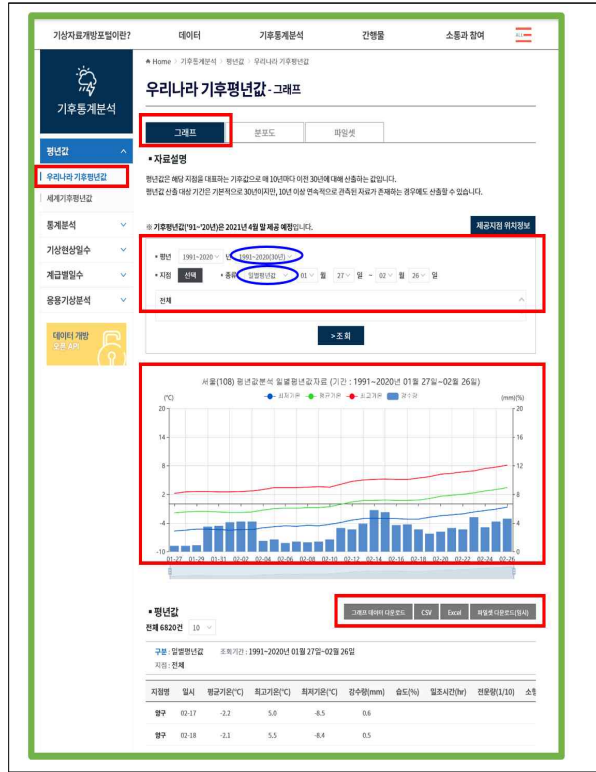 기상자료개방포털이란? 데이터 기후통계분석 간행물 소통과 참여
Home > 기후통계분석 > 평년값 > 우리나라 기후평년값
기후통계분석
우리나라 기후평년값 - 그래프
그래프 분포도 파일셋
평년값
우리나라 기후평년값
세계기후평년값
통계분석
기상현상일수
계급별일수
응용기상분석
데이터 개방
오픈 API
▪ 자료설명
평년값은 해당 지점을 대표하는 기후값으로 매 10년마다 이전 30년에 대해 산출하는 값입니다.
평년값 산출 대상 기간은 기본적으로 30년이지만, 10년 이상 연속적으로 관측된 자료가 존재하는 경우에도 산출할 수 있습니다.
※ 기후평년값('91~'20년)은 2021년 4월 말 제공 예정입니다.
제공지점 위치정보
• 평년 1991~2020 년 1991~2020(30년)
• 지점 선택 • 종류 일별평년값 01 월 27 일 ~ 02 월 26 일
전체
>조회
서울(108) 평년값분석 일별평년값자료 (기간 : 1991~2020년 01월 27일~02월 26일)
(℃) 최저기온 평균기온 최고기온 강수량 (mm)(%)
20 20
14 16
8 12
2 8
-4 4
-10 0
01-27 01-29 01-31 02-02 02-04 02-06 02-08 02-10 02-12 02-14 02-16 02-18 02-20 02-22 02-24 02-26
▪ 평년값
그래프 데이터 다운로드 CSV Excel 파일셋 다운로드(일시)
전체 6820건 10
구분 : 일별평년값 조회기간 : 1991~2020년 01월 27일~02월 26일
지점 : 전체
지점명 일시 평균기온(℃) 최고기온(℃) 최저기온(℃) 강수량(mm) 습도(%) 일조시간(hr) 전운량(1/10) 소형
양구 02-17 -2.2 5.0 -8.5 0.6
양구 02-18 -2.1 5.5 -8.4 0.5